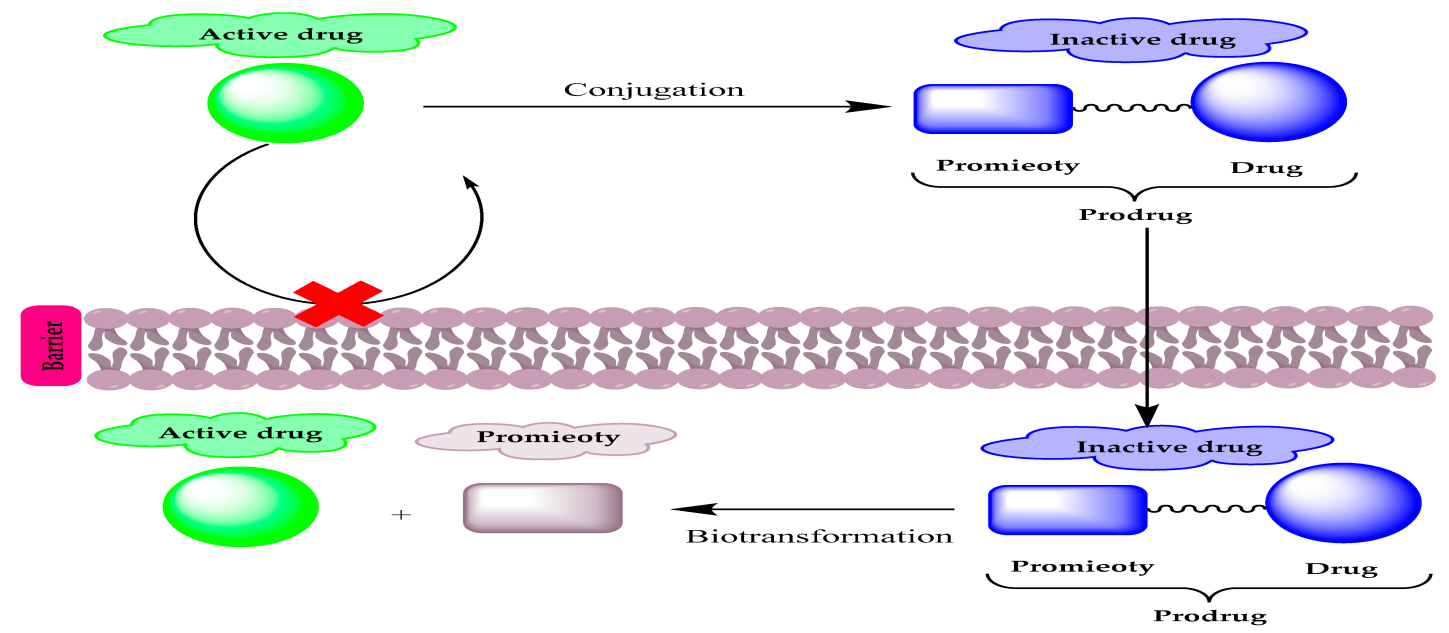 Active drug
Inactive drug
Conjugation
Promieoty
Drug
Prodrug
Barrier
Active drug
Promieoty
Inactive drug
+
Biotransformation
Promieoty
Drug
Prodrug